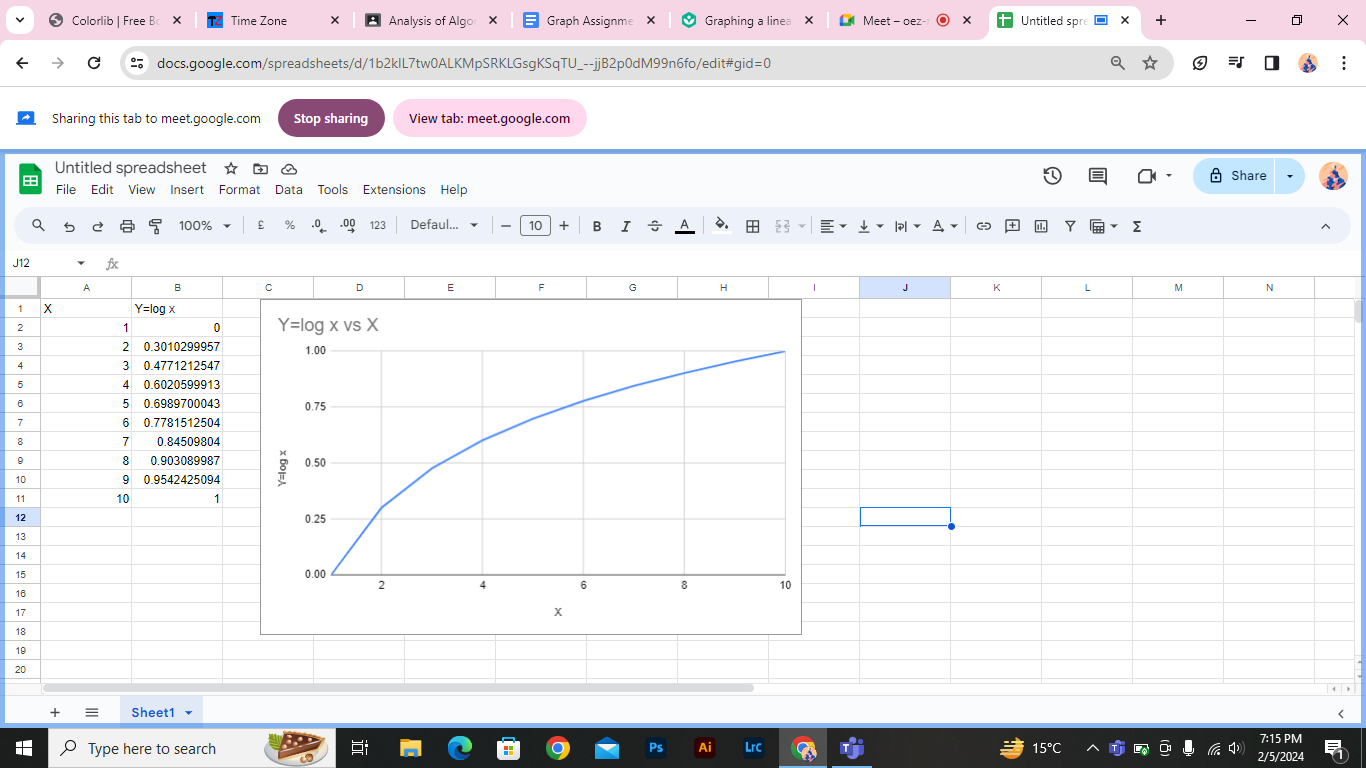 Colorlib | Free Bo
Time Zone
Analysis of Algo
Graph Assignme
Graphing a linea
Meet – oez-
Untitled spre
docs.google.com/spreadsheets/d/1b2kIL7tw0ALKMpSRKLGsgKSqTU_--jjB2p0dM99n6fo/edit#gid=0
Sharing this tab to meet.google.com
Stop sharing
View tab: meet.google.com
Untitled spreadsheet
File Edit View Insert Format Data Tools Extensions Help
Share
100% £ % .0 .00 123 Defaul... 10 B I A
J12 fx
A B C D E F G H I J K L M N
1 X Y=log x
2 1 0
3 2 0.3010299957
4 3 0.4771212547
5 4 0.6020599913
6 5 0.6989700043
7 6 0.7781512504
8 7 0.84509804
9 8 0.903089987
10 9 0.9542425094
11 10 1
12
13
14
15
16
17
18
19
20
Y=log x vs X
1.00
0.75
0.50
0.25
0.00
Y=log x
2 4 6 8 10
X
Sheet1
Type here to search
Ps
Ai
Lrc
15°C
7:15 PM
2/5/2024
1